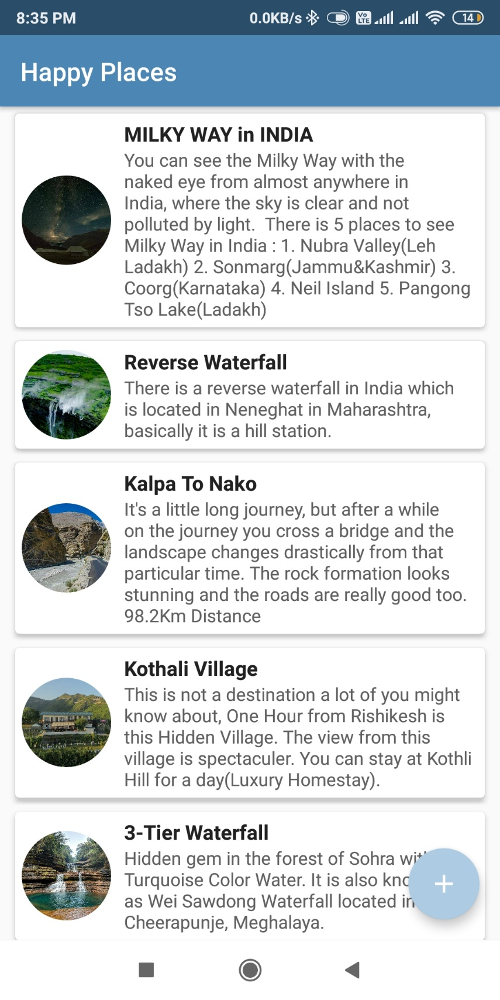 8:35 PM 0.0KB/s Vo LTE 14
Happy Places
MILKY WAY in INDIA
You can see the Milky Way with the
naked eye from almost anywhere in
India, where the sky is clear and not
polluted by light.  There is 5 places to see
Milky Way in India : 1. Nubra Valley(Leh
Ladakh) 2. Sonmarg(Jammu&Kashmir) 3.
Coorg(Karnataka) 4. Neil Island 5. Pangong
Tso Lake(Ladakh)
Reverse Waterfall
There is a reverse waterfall in India which
is located in Neneghat in Maharashtra,
basically it is a hill station.
Kalpa To Nako
It's a little long journey, but after a while
on the journey you cross a bridge and the
landscape changes drastically from that
particular time. The rock formation looks
stunning and the roads are really good too.
98.2Km Distance
Kothali Village
This is not a destination a lot of you might
know about, One Hour from Rishikesh is
this Hidden Village. The view from this
village is spectaculer. You can stay at Kothli
Hill for a day(Luxury Homestay).
3-Tier Waterfall
Hidden gem in the forest of Sohra
Turquoise Color Water. It is also
as Wei Sawdong Waterfall located in
Cheerapunje, Meghalaya.